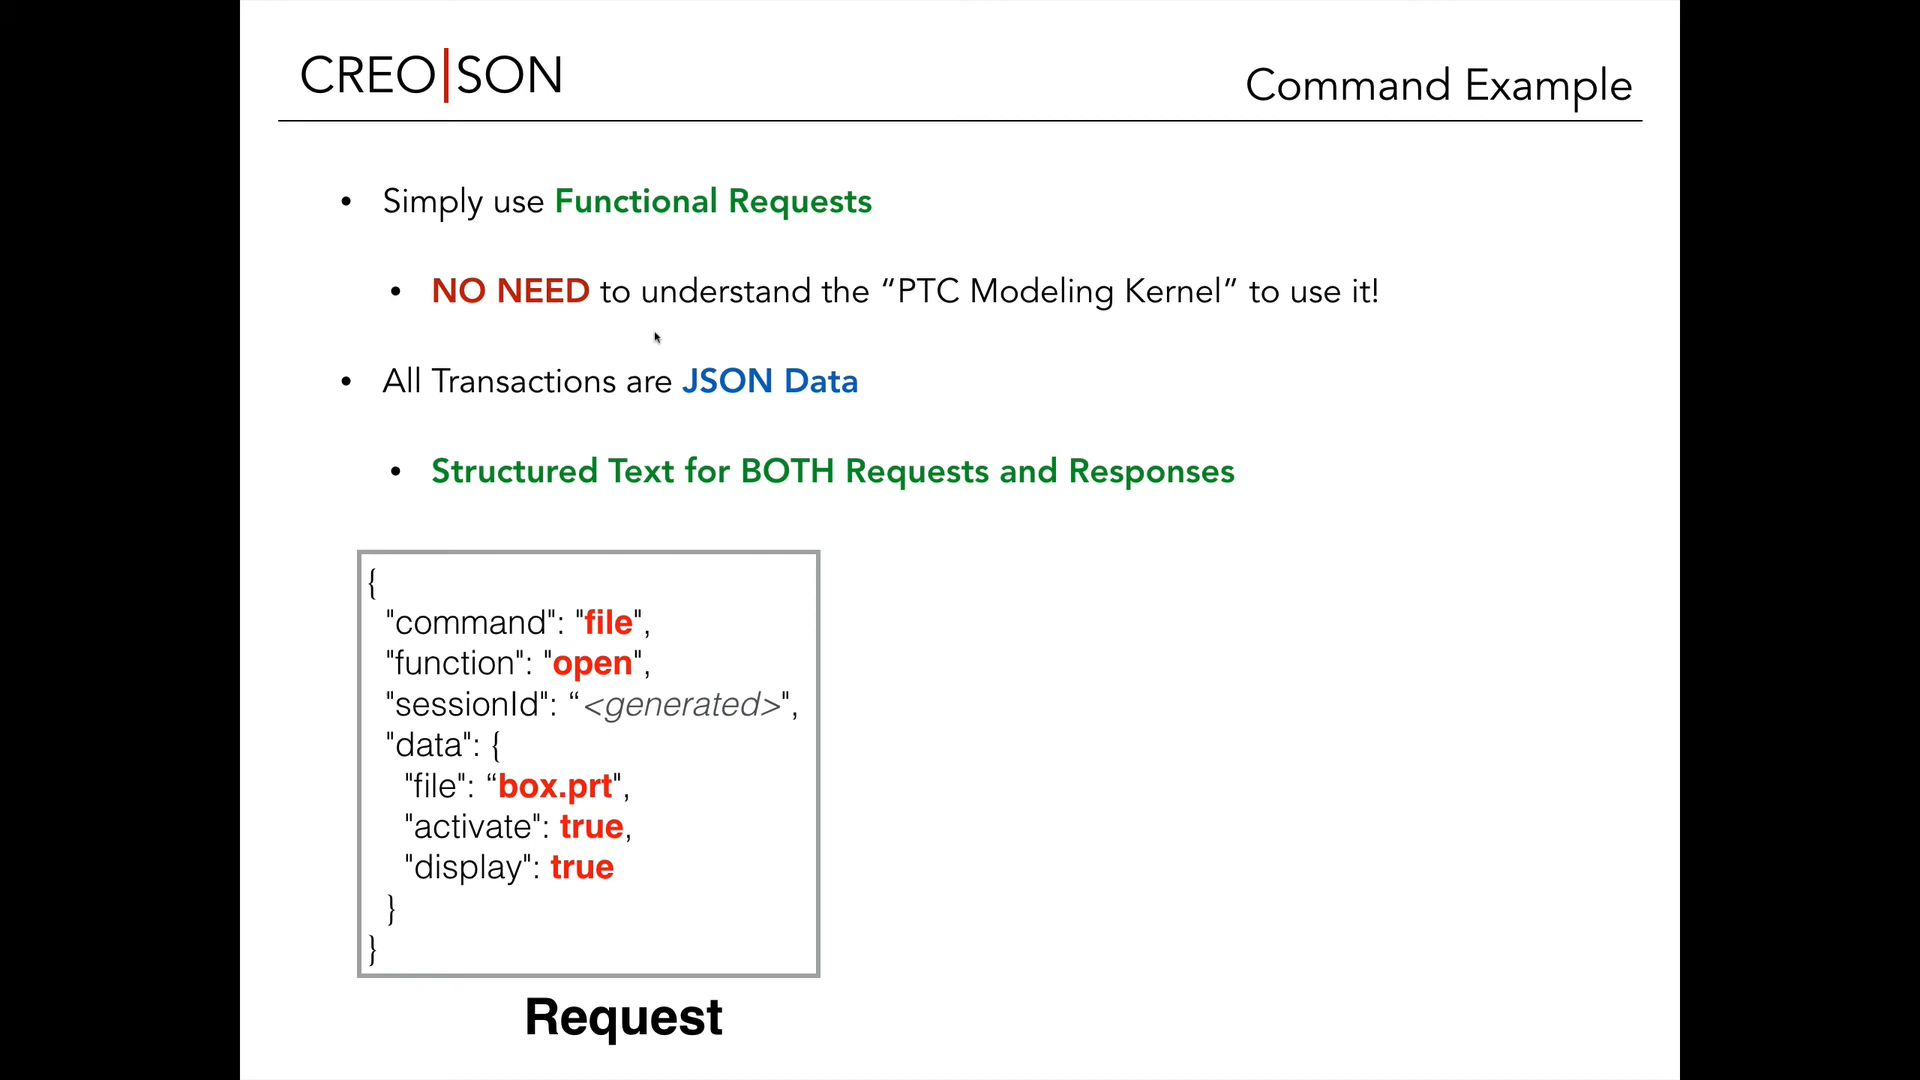 CREO|SON
Command Example
• Simply use Functional Requests
• NO NEED to understand the “PTC Modeling Kernel” to use it!
• All Transactions are JSON Data
• Structured Text for BOTH Requests and Responses
{
"command": "file",
"function": "open",
"sessionId": “<generated>",
"data": {
"file": “box.prt",
"activate": true,
"display": true
}
}
Request